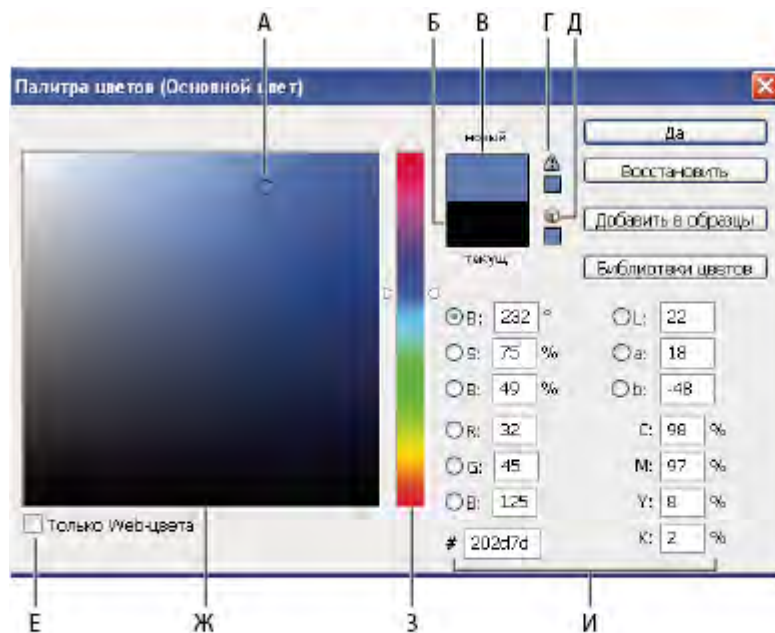 А Б В Г Д
Палитра цветов (Основной цвет)
новый
Да
Восстановить
Добавить в образцы
текущ
Библиотеки цветов
B: 232 ° L: 22
S: 75 % a: 18
B: 49 % b: -48
R: 32 C: 98 %
G: 45 M: 97 %
B: 125 Y: 8 %
Только Web-цвета
# 202d7d K: 2 %
Е Ж З И